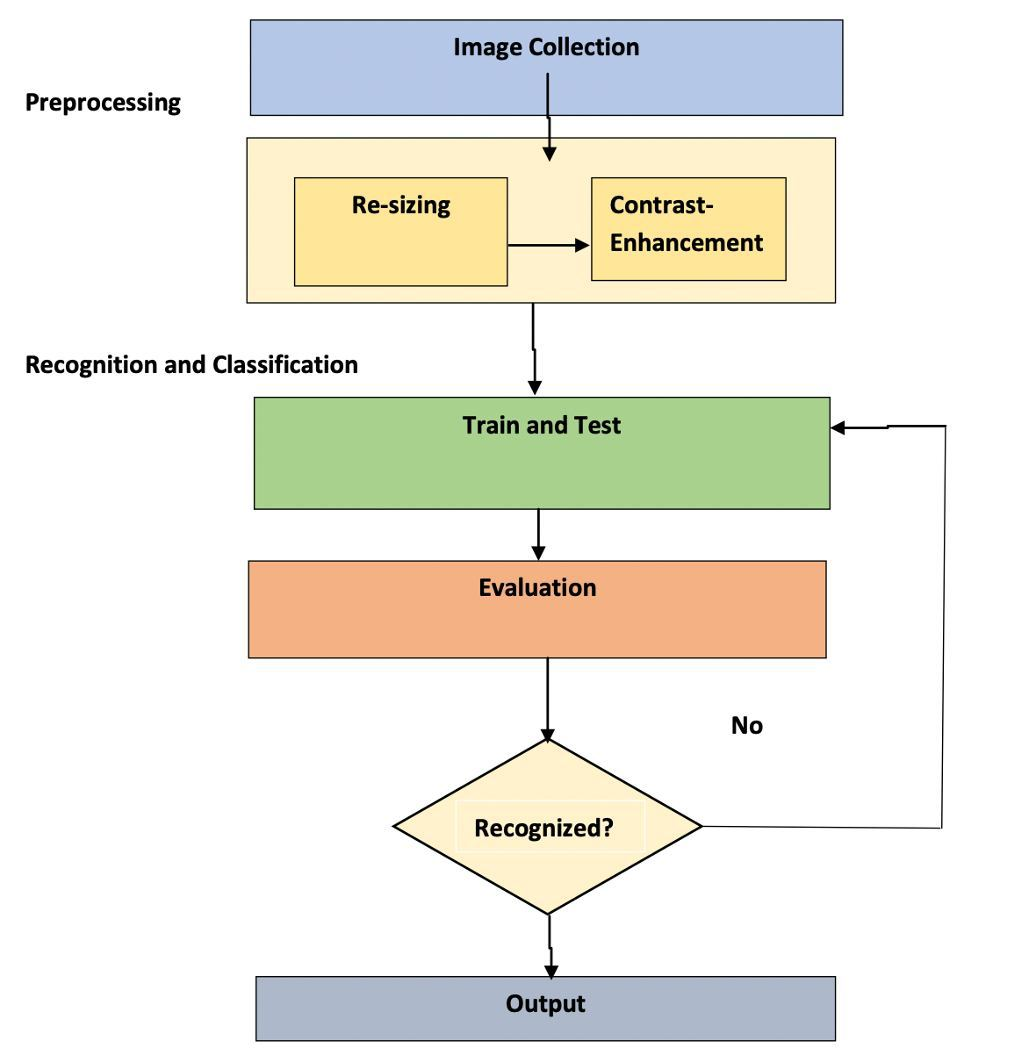 Image Collection
Preprocessing
Re-sizing
Contrast-
Enhancement
Recognition and Classification
Train and Test
Evaluation
No
Recognized?
Output